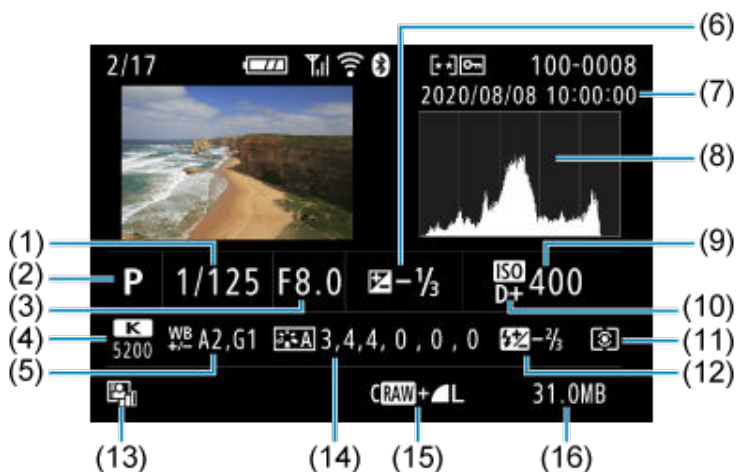 (6)
2/17 [★★] 100-0008
2020/08/08 10:00:00 (7)
(8)
(1) (9)
(2) P 1/125 F8.0 -⅓ ISO 400
D+
(3) (10)
(4) K WB A2,G1 A 3,4,4,0,0,0 -⅔ (11)
5200 +/-
(5) (12)
CRAW+L 31.0MB
(13) (14) (15) (16)